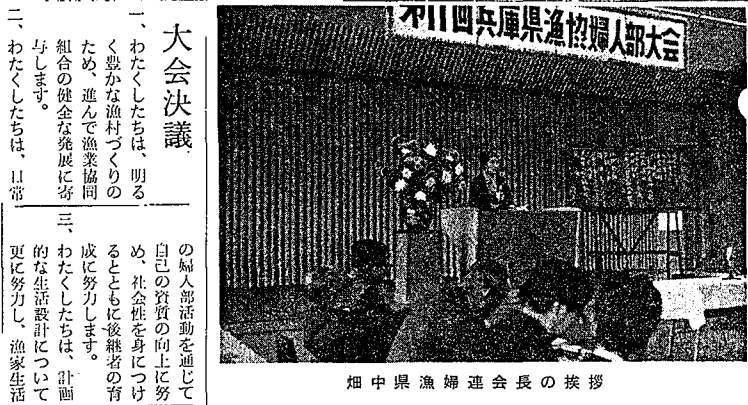 第11回兵庫県漁協婦人部大会
大会決議
一、わたくしたちは、明る
く豊かな漁村づくりの
ため、進んで漁業協同
組合の健全な発展に寄
与します。
二、わたくしたちは、日常
の婦人部活動を通じて
自己の資質の向上に努
め、社会性を身につけ
るとともに後継者の育
成に努力します。
三、わたくしたちは、計画
的な生活設計について
更に努力し、漁家生活
畑中県漁婦連会長の挨拶